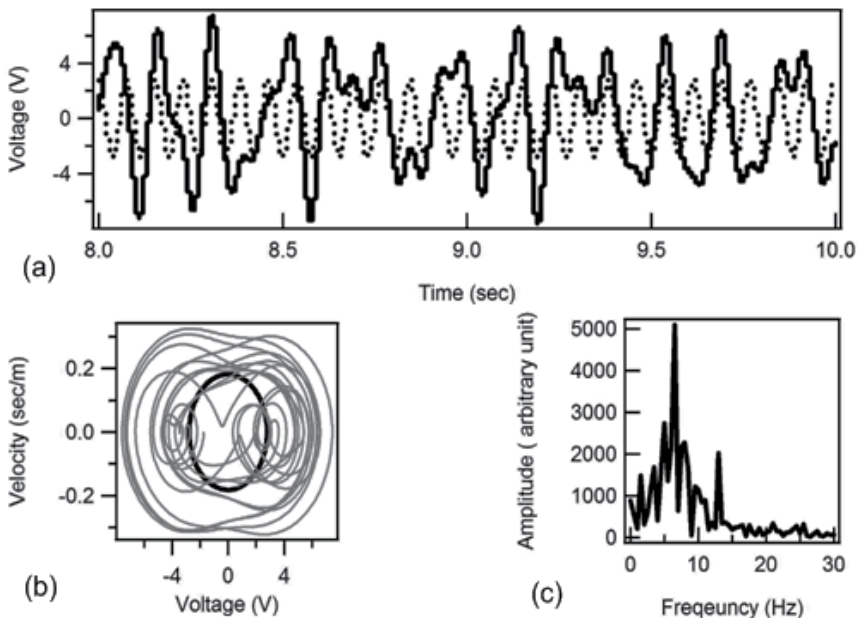 4
0
-4
Voltage (V)
8.0 8.5 9.0 9.5 10.0
(a)
Time (sec)
0.2
0.0
-0.2
Velocity (sec/m)
-4 0 4
Voltage (V)
(b)
5000
4000
3000
2000
1000
0
Amplitude ( arbitrary unit)
0 10 20 30
Freqeuncy (Hz)
(c)